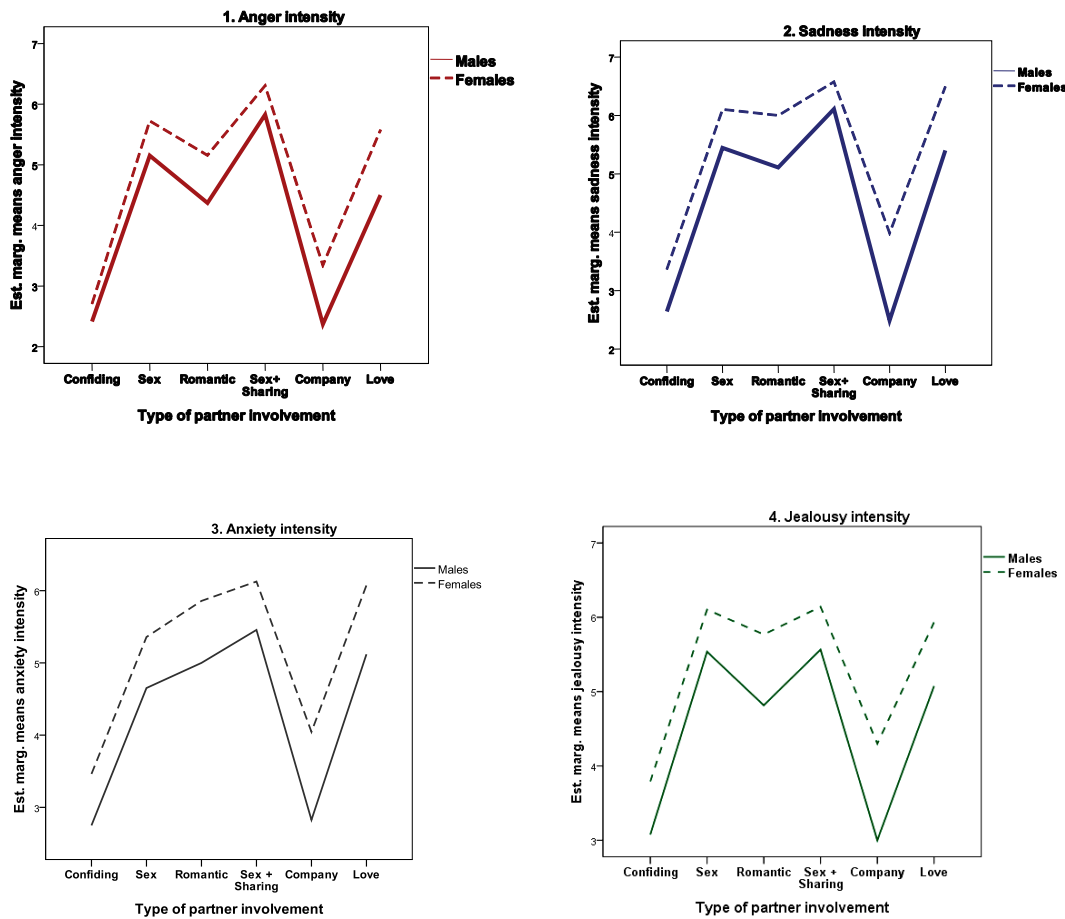 1. Anger intensity
Est. marg. means anger intensity
7
6
5
4
3
2
Males
Females
Confiding Sex Romantic Sex+ Company Love
Sharing
Type of partner involvement
2. Sadness intensity
Est. marg. means sadness intensity
7
6
5
4
3
2
Males
Females
Confiding Sex Romantic Sex+ Company Love
Sharing
Type of partner involvement
3. Anxiety intensity
Est. marg. means anxiety intensity
6
5
4
3
Males
Females
Confiding Sex Romantic Sex + Company Love
Sharing
Type of partner involvement
4. Jealousy intensity
Est. marg. means jealousy intensity
7
6
5
4
3
Males
Females
Confiding Sex Romantic Sex + Company Love
Sharing
Type of partner involvement